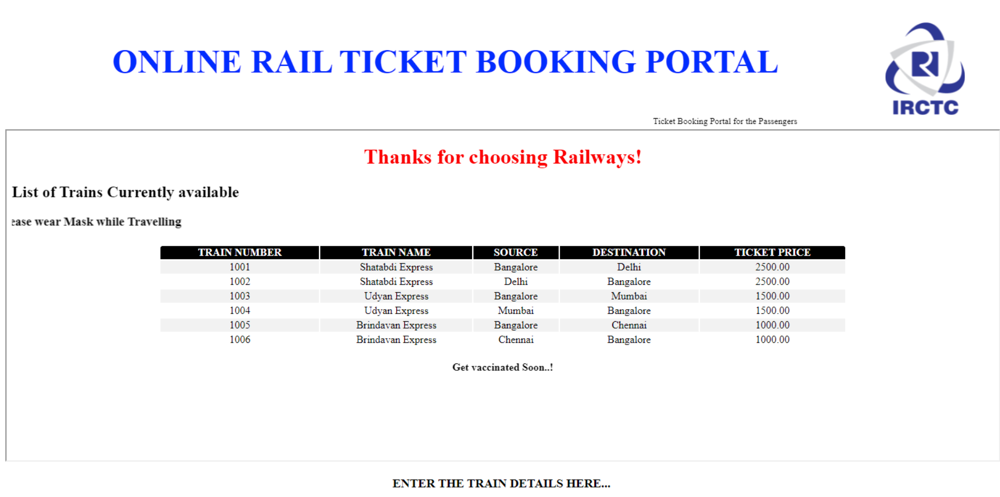 ONLINE RAIL TICKET BOOKING PORTAL
IRCTC
Ticket Booking Portal for the Passengers
Thanks for choosing Railways!
List of Trains Currently available
ease wear Mask while Travelling
TRAIN NUMBER TRAIN NAME SOURCE DESTINATION TICKET PRICE
1001 Shatabdi Express Bangalore Delhi 2500.00
1002 Shatabdi Express Delhi Bangalore 2500.00
1003 Udyan Express Bangalore Mumbai 1500.00
1004 Udyan Express Mumbai Bangalore 1500.00
1005 Brindavan Express Bangalore Chennai 1000.00
1006 Brindavan Express Chennai Bangalore 1000.00
Get vaccinated Soon..!
ENTER THE TRAIN DETAILS HERE...